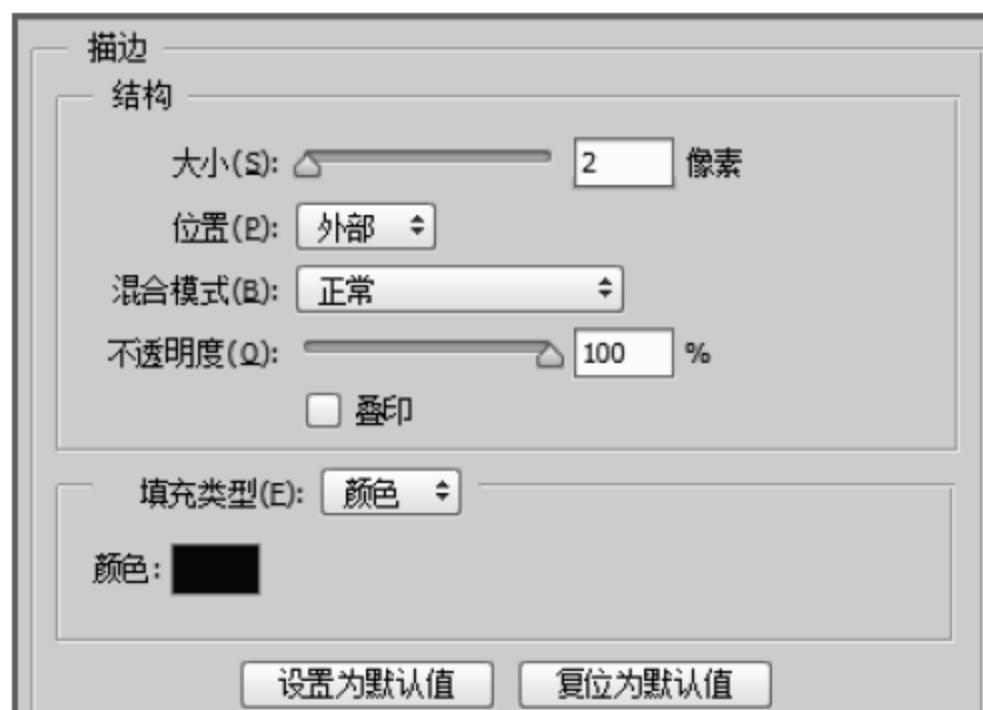 描边
结构
大小(S): 2 像素
位置(P): 外部
混合模式(B): 正常
不透明度(O): 100 %
叠印
填充类型(F): 颜色
颜色:
设置为默认值 复位为默认值